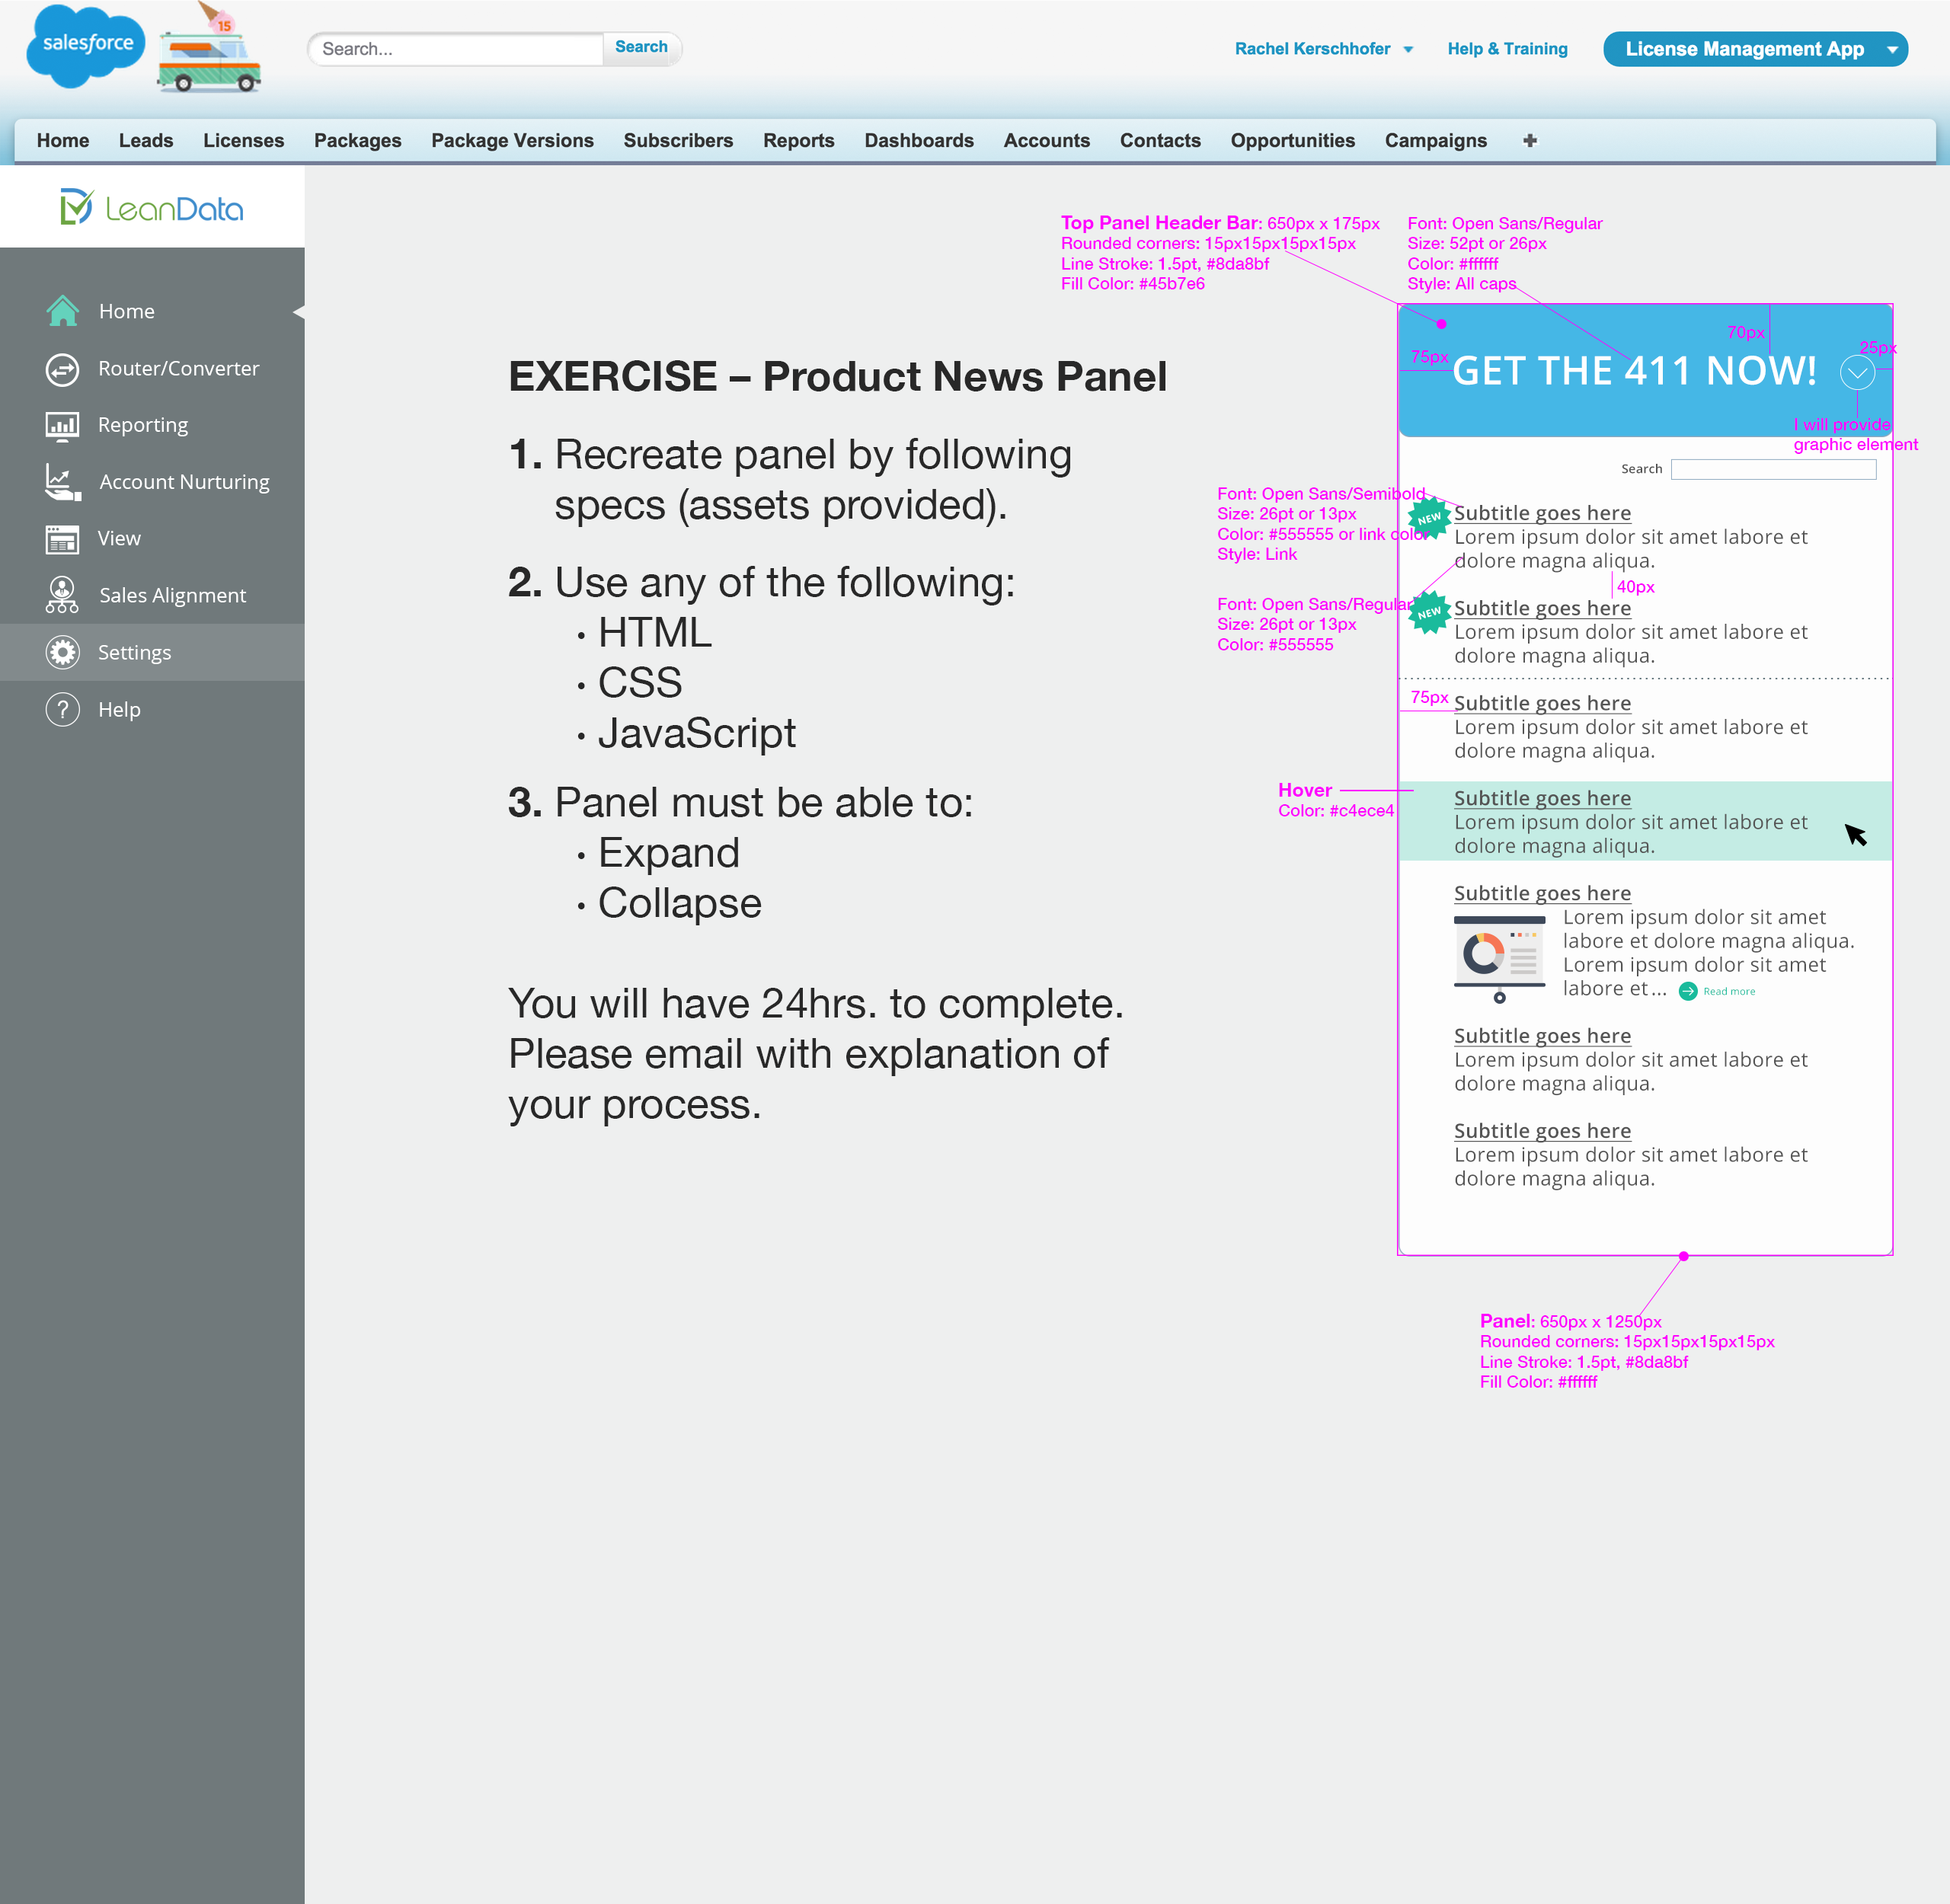 salesforce
15
Search...
Search
Rachel Kerschhofer
Help & Training
License Management App
Home Leads Licenses Packages Package Versions Subscribers Reports Dashboards Accounts Contacts Opportunities Campaigns
LeanData
Home
Router/Converter
Reporting
Account Nurturing
View
Sales Alignment
Settings
? Help
EXERCISE – Product News Panel
1. Recreate panel by following
specs (assets provided).
2. Use any of the following:
• HTML
• CSS
• JavaScript
3. Panel must be able to:
• Expand
• Collapse
You will have 24hrs. to complete.
Please email with explanation of
your process.
Top Panel Header Bar: 650px x 175px
Rounded corners: 15px15px15px15px
Line Stroke: 1.5pt, #8da8bf
Fill Color: #45b7e6
Font: Open Sans/Regular
Size: 52pt or 26px
Color: #ffffff
Style: All caps
70px
25px
75px
GET THE 411 NOW!
I will provide
graphic element
Search
Font: Open Sans/Semibold
Size: 26pt or 13px
Color: #555555 or link color
Style: Link
NEW
Subtitle goes here
Lorem ipsum dolor sit amet labore et
dolore magna aliqua.
40px
Font: Open Sans/Regular
Size: 26pt or 13px
Color: #555555
NEW
Subtitle goes here
Lorem ipsum dolor sit amet labore et
dolore magna aliqua.
75px
Subtitle goes here
Lorem ipsum dolor sit amet labore et
dolore magna aliqua.
Hover
Color: #c4ece4
Subtitle goes here
Lorem ipsum dolor sit amet labore et
dolore magna aliqua.
Subtitle goes here
Lorem ipsum dolor sit amet
labore et dolore magna aliqua.
Lorem ipsum dolor sit amet
labore et...
Read more
Subtitle goes here
Lorem ipsum dolor sit amet labore et
dolore magna aliqua.
Subtitle goes here
Lorem ipsum dolor sit amet labore et
dolore magna aliqua.
Panel: 650px x 1250px
Rounded corners: 15px15px15px15px
Line Stroke: 1.5pt, #8da8bf
Fill Color: #ffffff